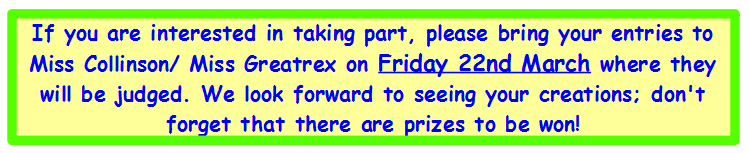 If you are interested in taking part, please bring your entries to
Miss Collinson/ Miss Greatrex on Friday 22nd March where they
will be judged. We look forward to seeing your creations; don't
forget that there are prizes to be won!